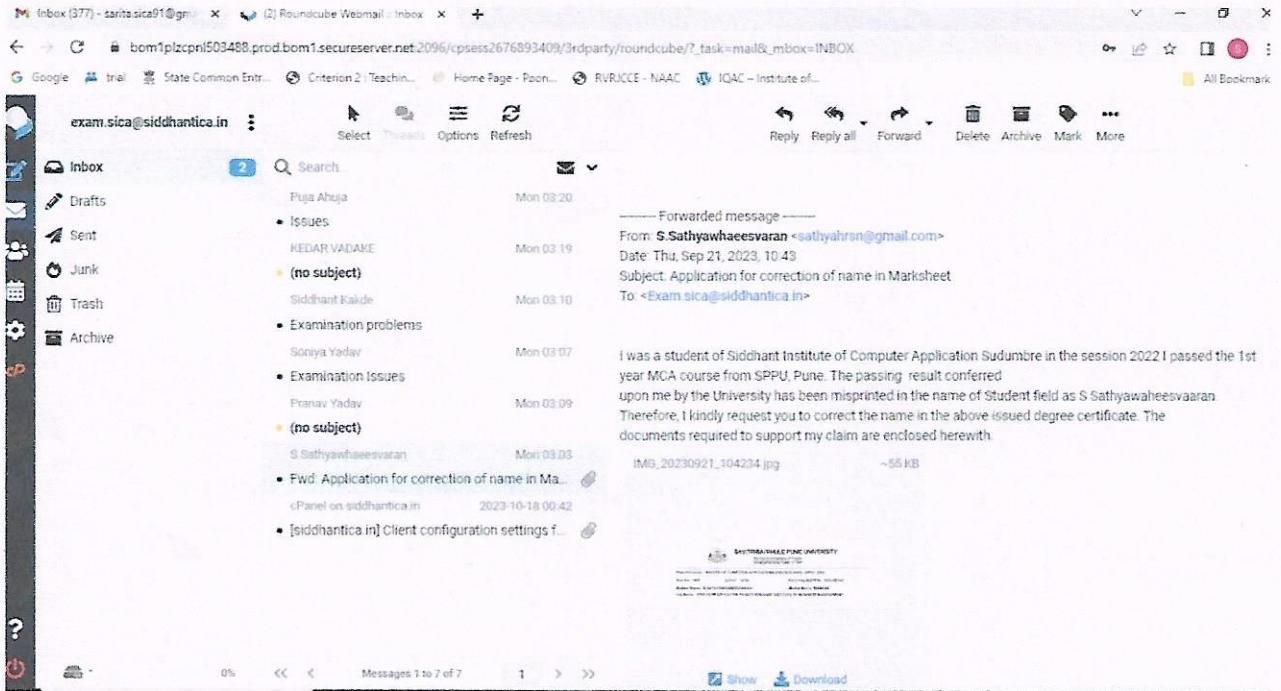 Inbox (377) - sarita.sica91@gm
(2) Roundcube Webmail :: Inbox
bom1plzcpnl503488.prod.bom1.secureserver.net:2096/cpsess2676893409/3rdparty/roundcube/?_task=mail&_mbox=INBOX
Google
trial
State Common Entr...
Criterion 2 : Teachin...
Home Page - Poon...
RVRJCCE - NAAC
IQAC – Institute of...
All Bookmark
exam.sica@siddhantica.in
Select
Threads
Options
Refresh
Reply
Reply all
Forward
Delete
Archive
Mark
More
Inbox
2
Drafts
Sent
Junk
Trash
Archive
cP
?
0%
Search
Puja Ahuja Mon 03:20
• Issues
KEDAR VADAKE Mon 03:19
• (no subject)
Siddhant Kakde Mon 03:10
• Examination problems
Soniya Yadav Mon 03:07
• Examination Issues
Pranav Yadav Mon 03:09
• (no subject)
S Sathyawhaeesvaran Mon 03:03
• Fwd: Application for correction of name in Ma...
cPanel on siddhantica.in 2023-10-18 00:42
• [siddhantica.in] Client configuration settings f...
<< < Messages 1 to 7 of 7 1 > >>
---------- Forwarded message ----------
From: S.Sathyawhaeesvaran <sathyahrsn@gmail.com>
Date: Thu, Sep 21, 2023, 10:43
Subject: Application for correction of name in Marksheet
To: <Exam.sica@siddhantica.in>
I was a student of Siddhant Institute of Computer Application Sudumbre in the session 2022 I passed the 1st
year MCA course from SPPU, Pune. The passing result conferred
upon me by the University has been misprinted in the name of Student field as S Sathyawaheesvaaran.
Therefore, I kindly request you to correct the name in the above issued degree certificate. The
documents required to support my claim are enclosed herewith.
IMG_20230921_104234.jpg ~55 KB
SAVITRIBAI PHULE PUNE UNIVERSITY
Show
Download